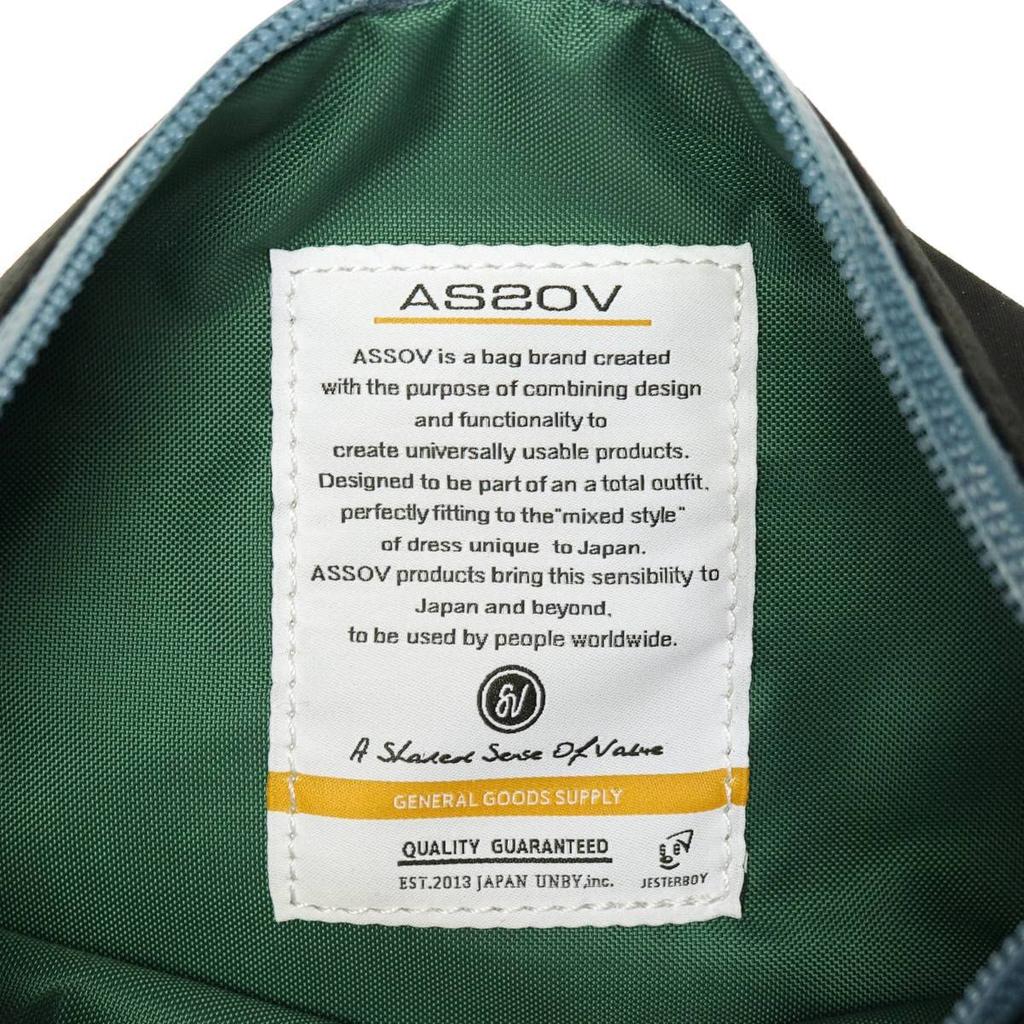 ASSOV
ASSOV is a bag brand created
with the purpose of combining design
and functionality to
create universally usable products.
Designed to be part of an a total outfit,
perfectly fitting to the "mixed style"
of dress unique to Japan.
ASSOV products bring this sensibility to
Japan and beyond,
to be used by people worldwide.
A Shared Sense Of Value
GENERAL GOODS SUPPLY
QUALITY GUARANTEED
EST.2013 JAPAN UNBY,inc.
JESTERBOY